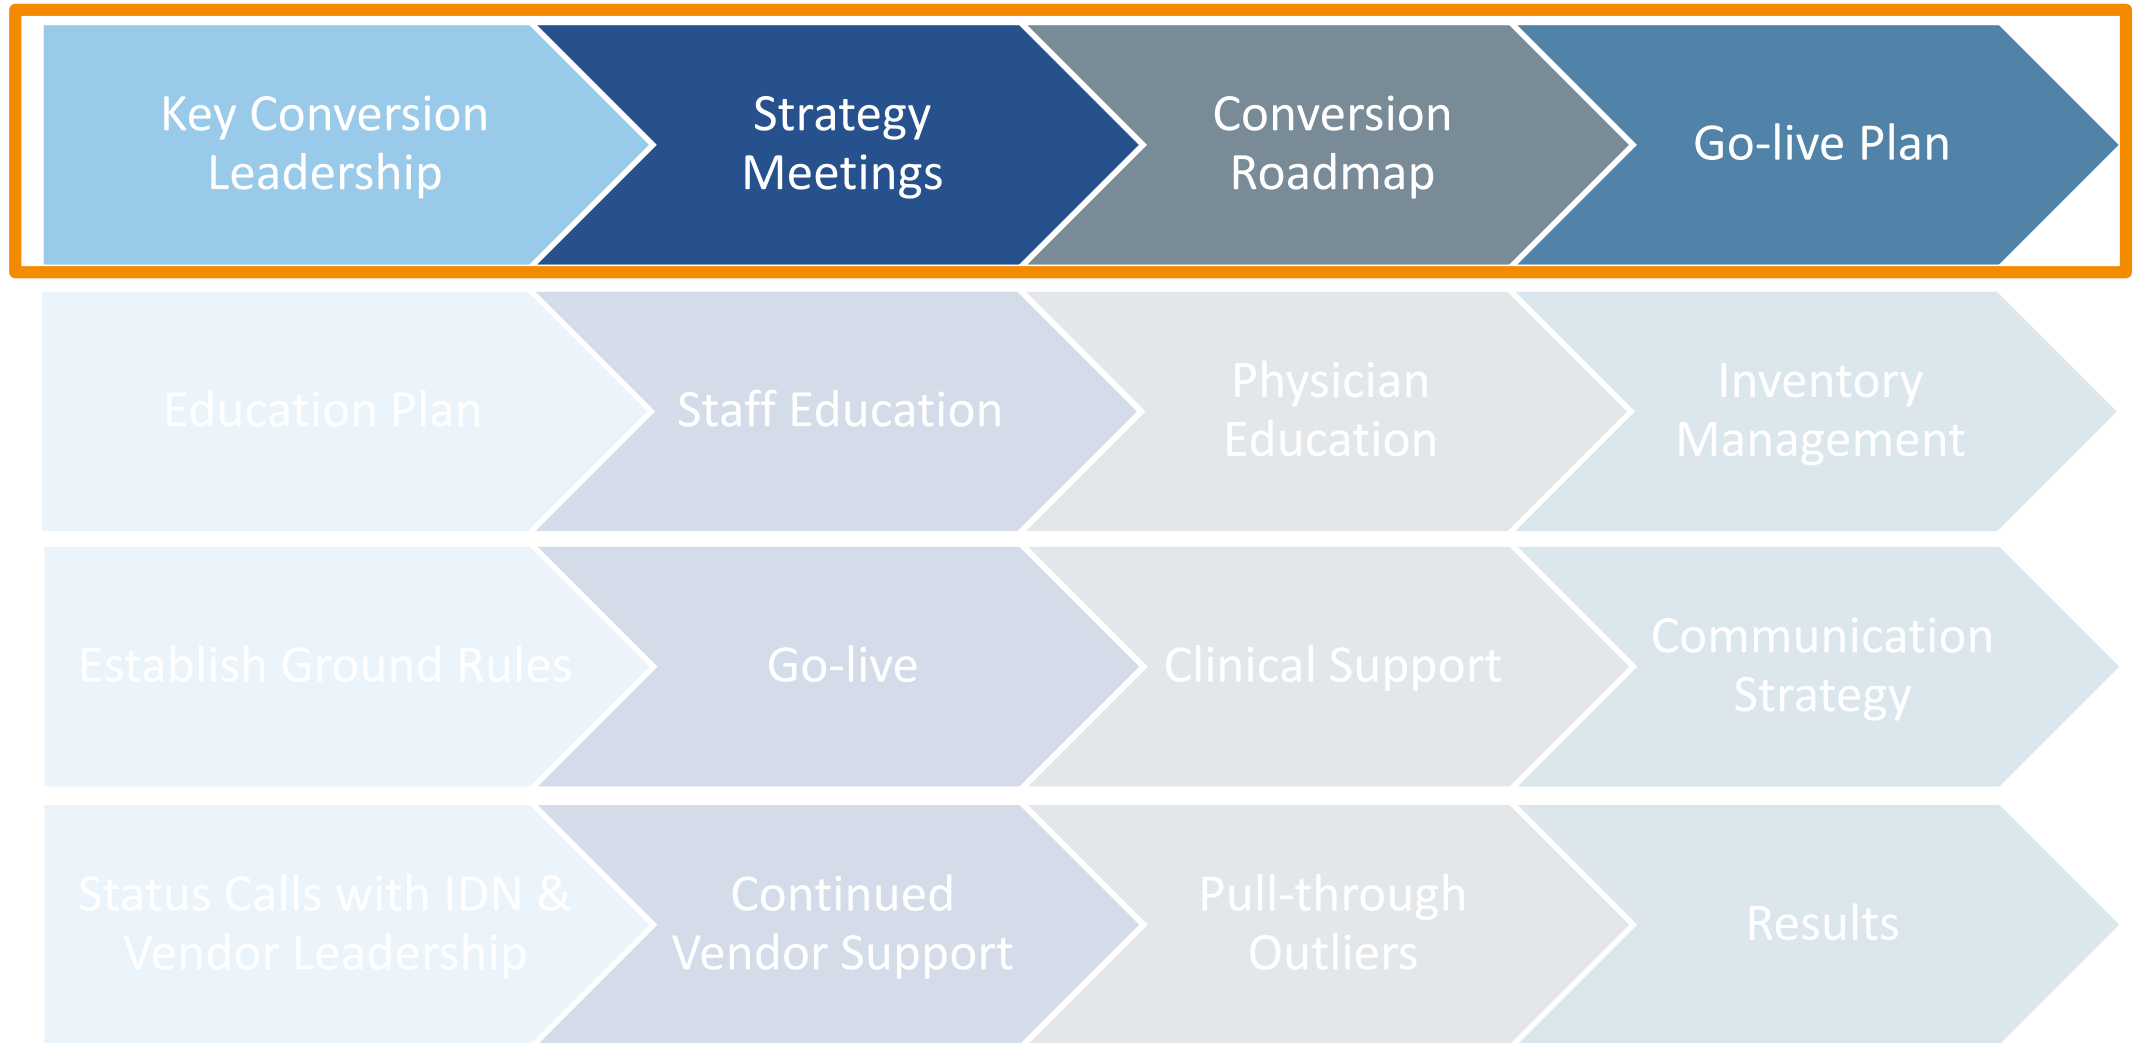 Key Conversion
Leadership
Strategy
Meetings
Conversion
Roadmap
Go-live Plan
Education Plan
Staff Education
Physician
Education
Inventory
Management
Establish Ground Rules
Go-live
Clinical Support
Communication
Strategy
Status Calls with IDN &
Vendor Leadership
Continued
Vendor Support
Pull-through
Outliers
Results